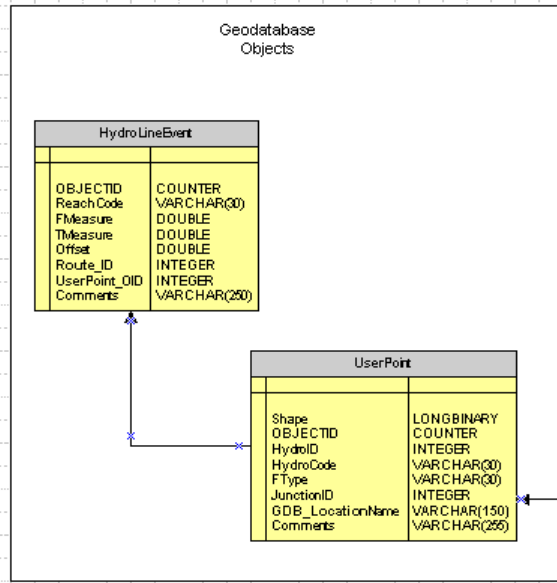 Geodatabase
Objects
HydroLineEvent
OBJECTID COUNTER
ReachCode VARCHAR(30)
FMeasure DOUBLE
TMeasure DOUBLE
Offset DOUBLE
Route_ID INTEGER
UserPoint_OID INTEGER
Comments VARCHAR(250)
UserPoint
Shape LONGBINARY
OBJECTID COUNTER
HydroID INTEGER
HydroCode VARCHAR(30)
FType VARCHAR(30)
JunctionID INTEGER
GDB_LocationName VARCHAR(150)
Comments VARCHAR(255)